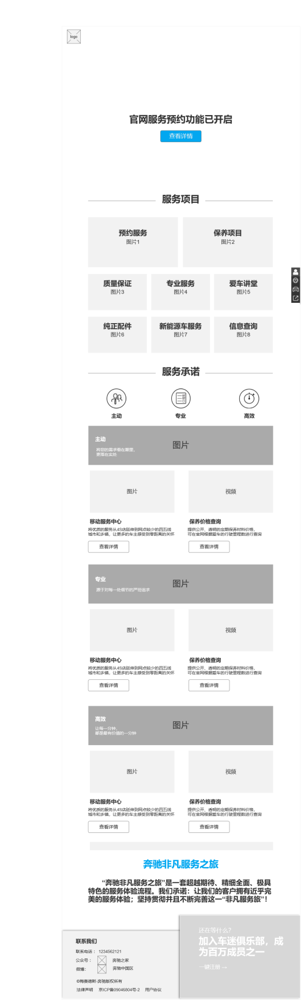 logo
官网服务预约功能已开启
查看详情
服务项目
预约服务
图片1
保养项目
图片2
质量保证
图片3
专业服务
图片4
爱车讲堂
图片5
纯正配件
图片6
新能源车服务
图片7
信息查询
图片8
服务承诺
主动
专业
高效
主动
将您的需求看在眼里，
更落在实处
图片
图片
视频
移动服务中心
将优质的服务从4S店延伸到网点较少的四五线
城市和乡镇，让更多的车主感受到零距离的关怀
查看详情
保养价格查询
提供公开，透明的定期保养材料价格，
可在官网根据爱车的行驶里程数进行查询
查看详情
专业
源于对每一处细节的严苛追求
图片
图片
视频
移动服务中心
将优质的服务从4S店延伸到网点较少的四五线
城市和乡镇，让更多的车主感受到零距离的关怀
查看详情
保养价格查询
提供公开，透明的定期保养材料价格，
可在官网根据爱车的行驶里程数进行查询
查看详情
高效
让每一分钟，
都是最有价值的一分钟
图片
图片
视频
移动服务中心
将优质的服务从4S店延伸到网点较少的四五线
城市和乡镇，让更多的车主感受到零距离的关怀
查看详情
保养价格查询
提供公开，透明的定期保养材料价格，
可在官网根据爱车的行驶里程数进行查询
查看详情
奔驰非凡服务之旅
“奔驰非凡服务之旅”是一套超越期待、精细全面、极具
特色的服务体验流程。我们承诺：让我们的客户拥有近乎完
美的服务体验；坚持贯彻并且不断完善这一“非凡服务旅”！
联系我们
联系电话： 1234562121
公众号： 奔驰之家
微博： 奔驰中国区
©梅赛德斯-奔驰版权所有
法律声明 京ICP备09046804号-2 用户协议
还在等什么？
加入车迷俱乐部，成
为百万成员之一
一键注册→